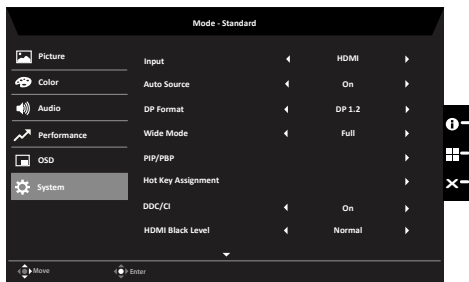 Mode - Standard
Picture
Color
Audio
Performance
OSD
System
Input HDMI
Auto Source On
DP Format DP 1.2
Wide Mode Full
PIP/PBP
Hot Key Assignment
DDC/CI On
HDMI Black Level Normal
Move Enter